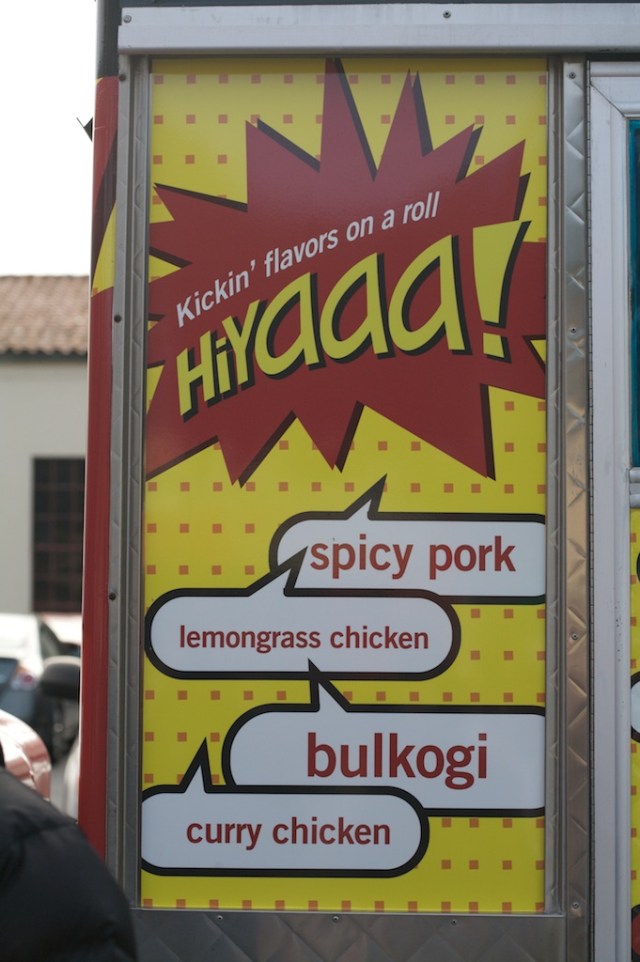 Kickin' flavors on a roll
HiYaaa!
spicy pork
lemongrass chicken
bulkogi
curry chicken